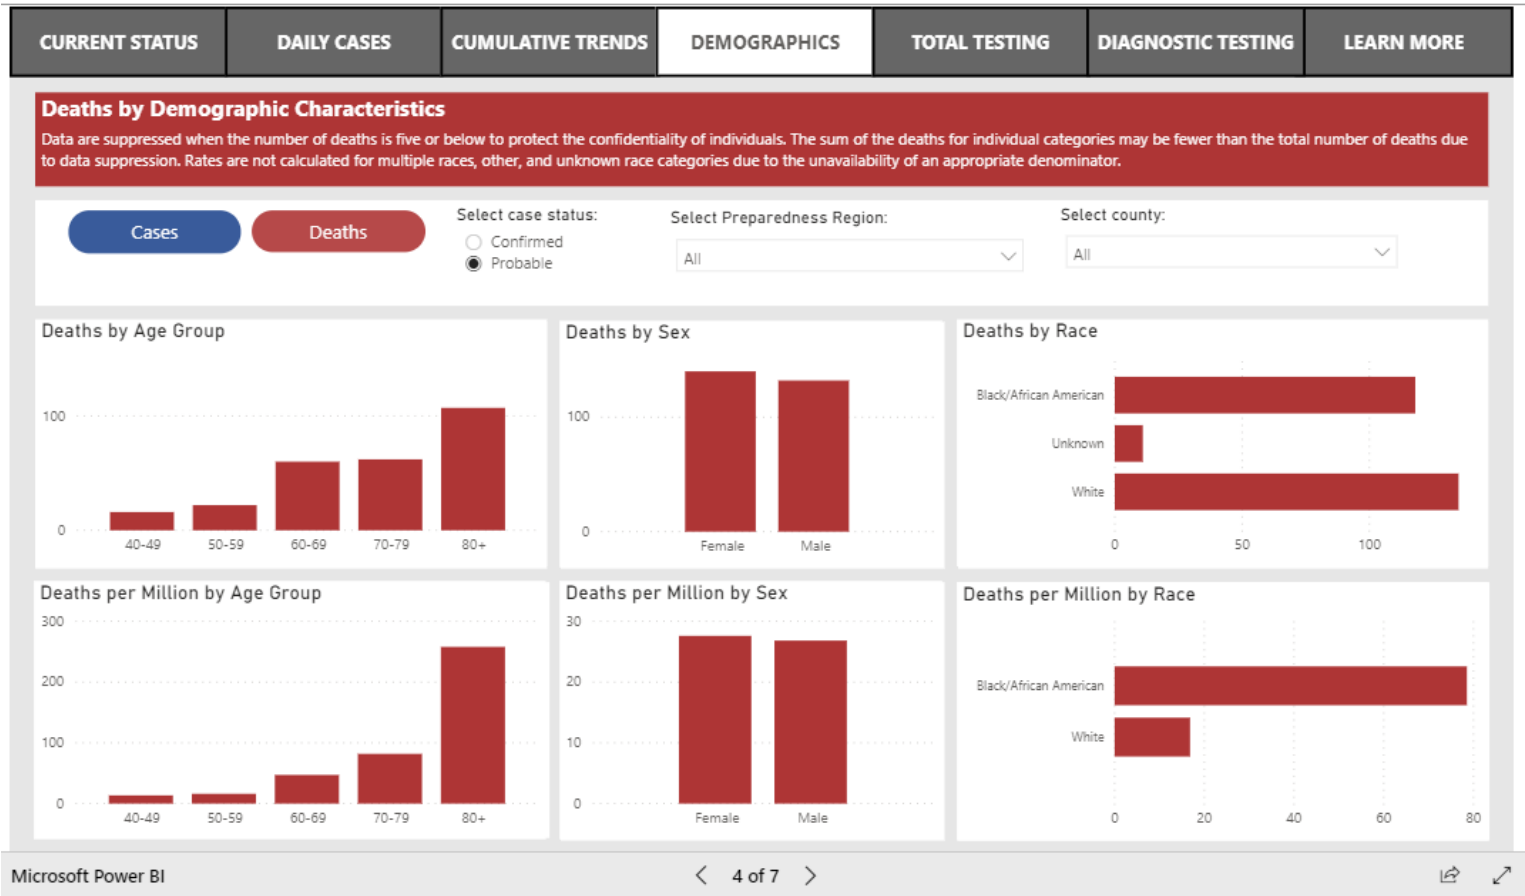 CURRENT STATUS
DAILY CASES
CUMULATIVE TRENDS
DEMOGRAPHICS
TOTAL TESTING
DIAGNOSTIC TESTING
LEARN MORE
Deaths by Demographic Characteristics
Data are suppressed when the number of deaths is five or below to protect the confidentiality of individuals. The sum of the deaths for individual categories may be fewer than the total number of deaths due
to data suppression. Rates are not calculated for multiple races, other, and unknown race categories due to the unavailability of an appropriate denominator.
Cases
Deaths
Select case status:
Confirmed
Probable
Select Preparedness Region:
All
Select county:
All
Deaths by Age Group
100
0
40-49 50-59 60-69 70-79 80+
Deaths by Sex
100
0
Female Male
Deaths by Race
Black/African American
Unknown
White
0 50 100
Deaths per Million by Age Group
300
200
100
0
40-49 50-59 60-69 70-79 80+
Deaths per Million by Sex
30
20
10
0
Female Male
Deaths per Million by Race
Black/African American
White
0 20 40 60 80
Microsoft Power BI
4 of 7